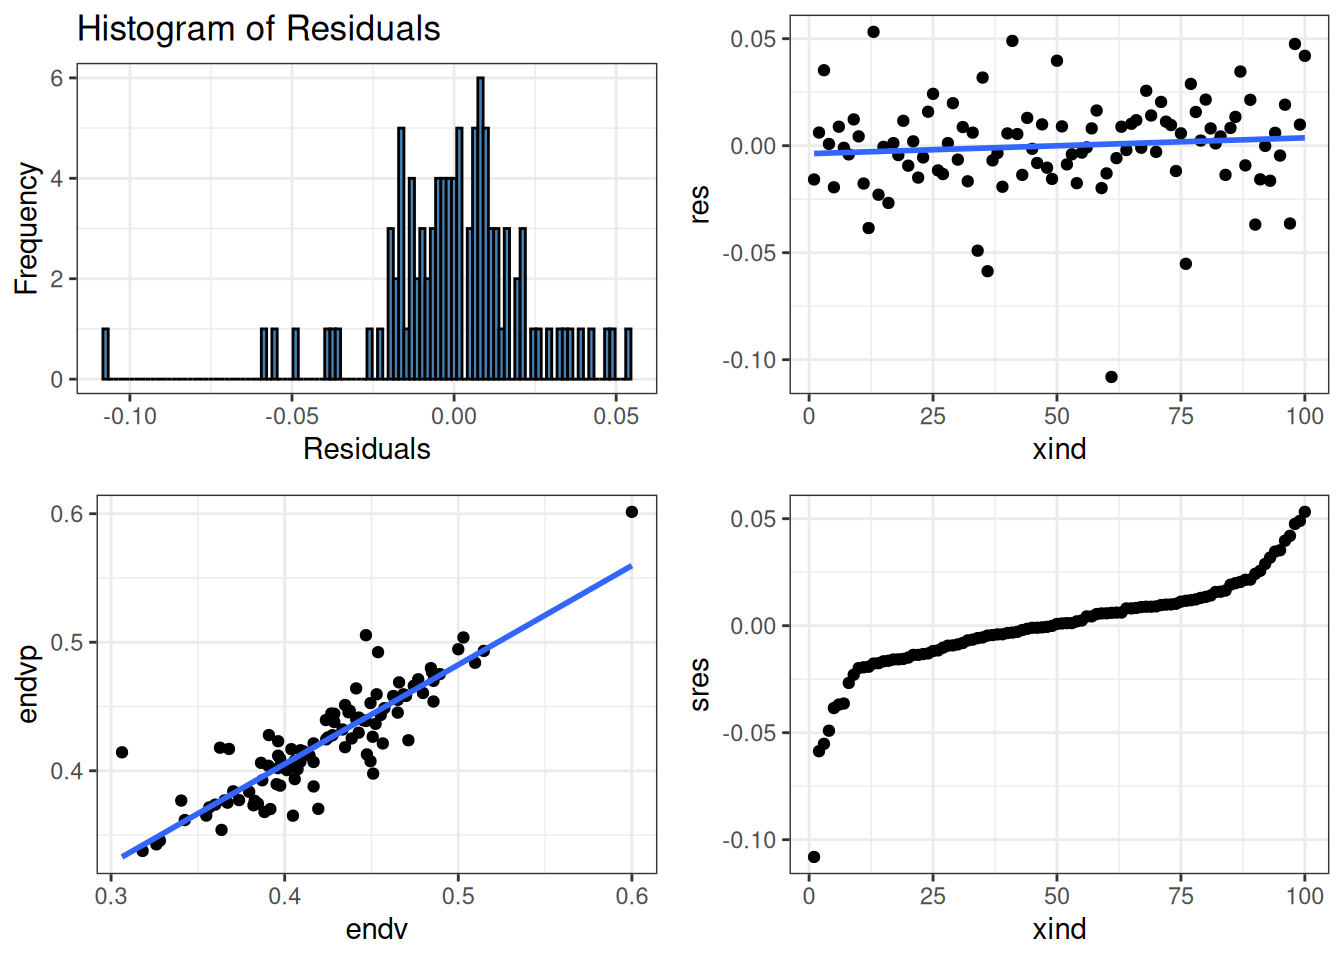 Histogram of Residuals
6
4
2
0
Frequency
-0.10 -0.05 0.00 0.05
Residuals
0.05
0.00
-0.05
-0.10
res
0 25 50 75 100
xind
0.6
0.5
0.4
endvp
0.3 0.4 0.5 0.6
endv
0.05
0.00
-0.05
-0.10
sres
0 25 50 75 100
xind